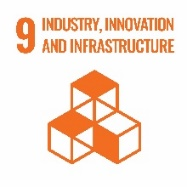 9 INDUSTRY, INNOVATION
AND INFRASTRUCTURE